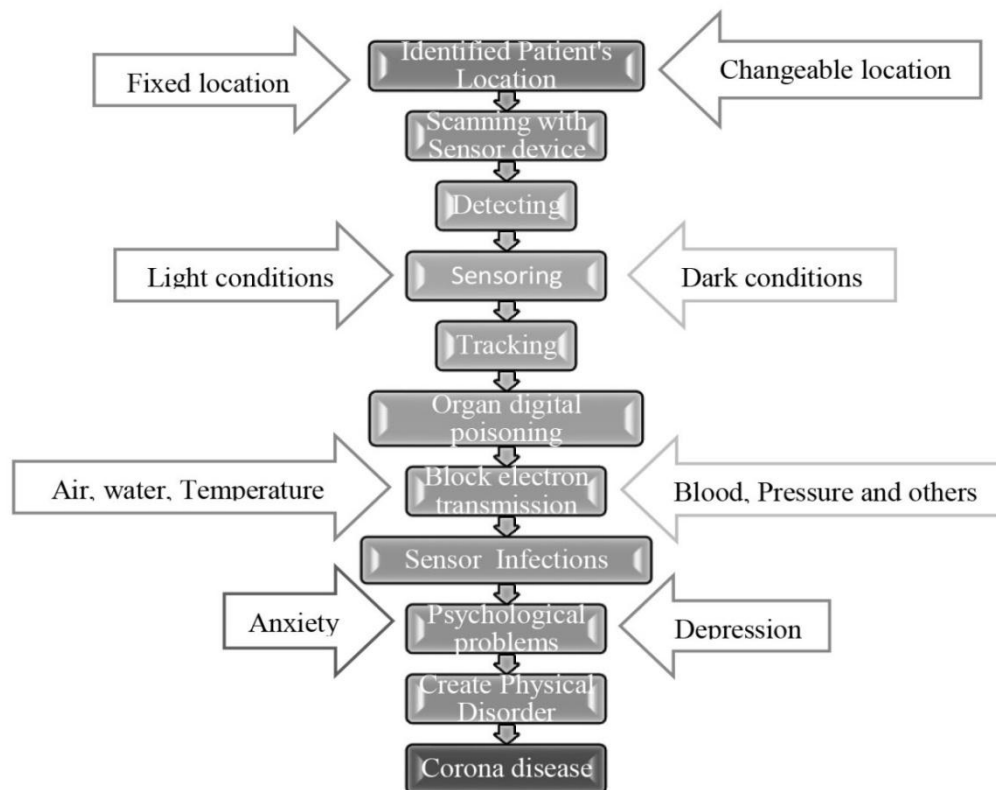 Identified Patient's
Location
Fixed location
Changeable location
Scanning with
Sensor device
Detecting
Light conditions
Sensoring
Dark conditions
Tracking
Organ digital
poisoning
Air, water, Temperature
Block electron
transmission
Blood, Pressure and others
Sensor Infections
Anxiety
Psychological
problems
Depression
Create Physical
Disorder
Corona disease